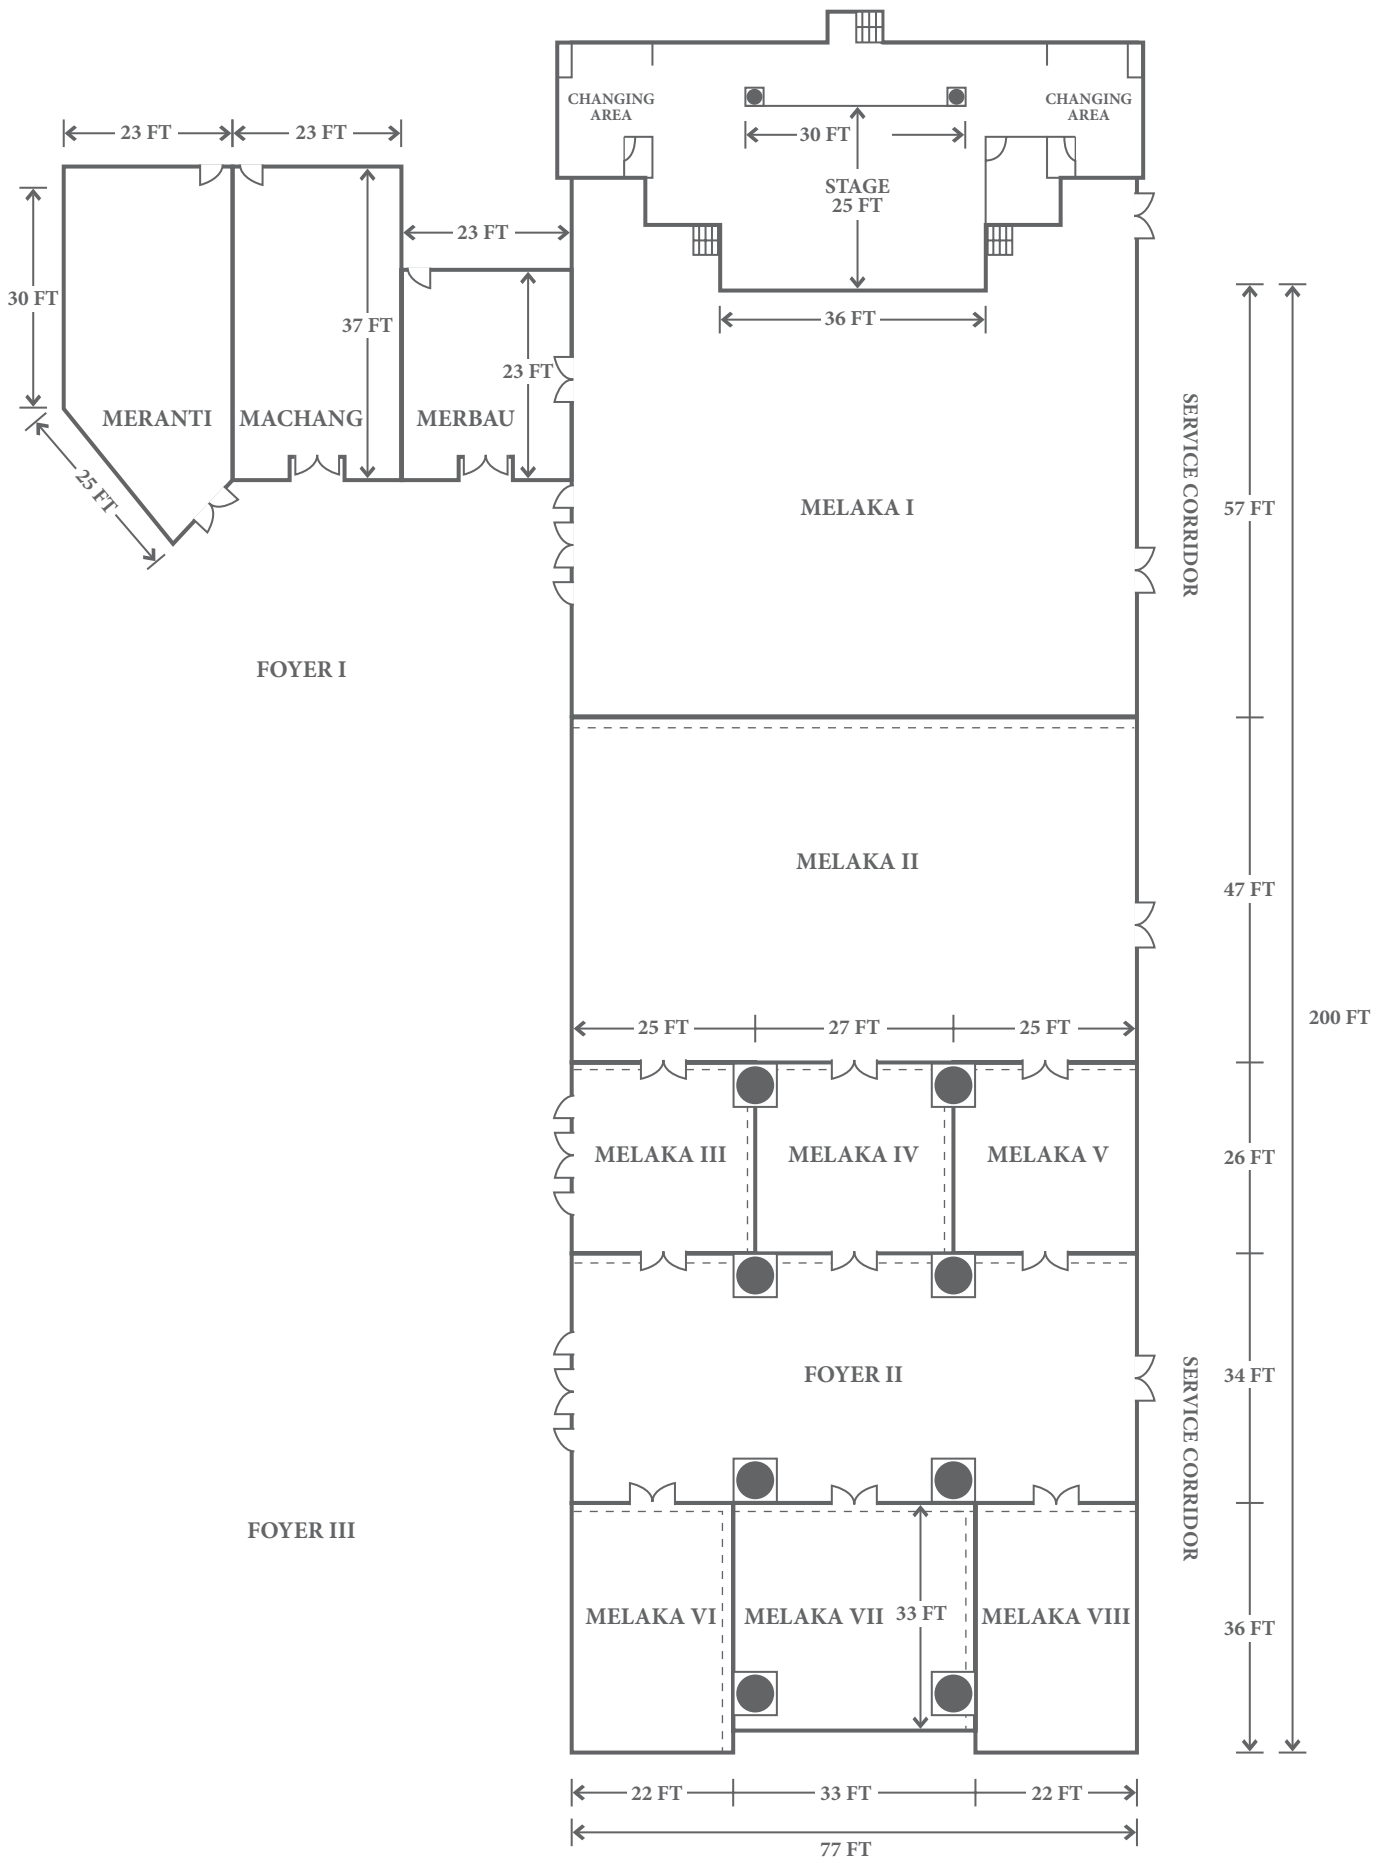 CHANGING
AREA
CHANGING
AREA
23 FT
23 FT
30 FT
STAGE
25 FT
23 FT
30 FT
36 FT
37 FT
23 FT
MERANTI
MACHANG
MERBAU
25 FT
MELAKA I
SERVICE CORRIDOR
57 FT
FOYER I
MELAKA II
47 FT
25 FT
27 FT
25 FT
200 FT
MELAKA III
MELAKA IV
MELAKA V
26 FT
FOYER II
34 FT
SERVICE CORRIDOR
FOYER III
MELAKA VI
MELAKA VII
33 FT
MELAKA VIII
36 FT
22 FT
33 FT
22 FT
77 FT